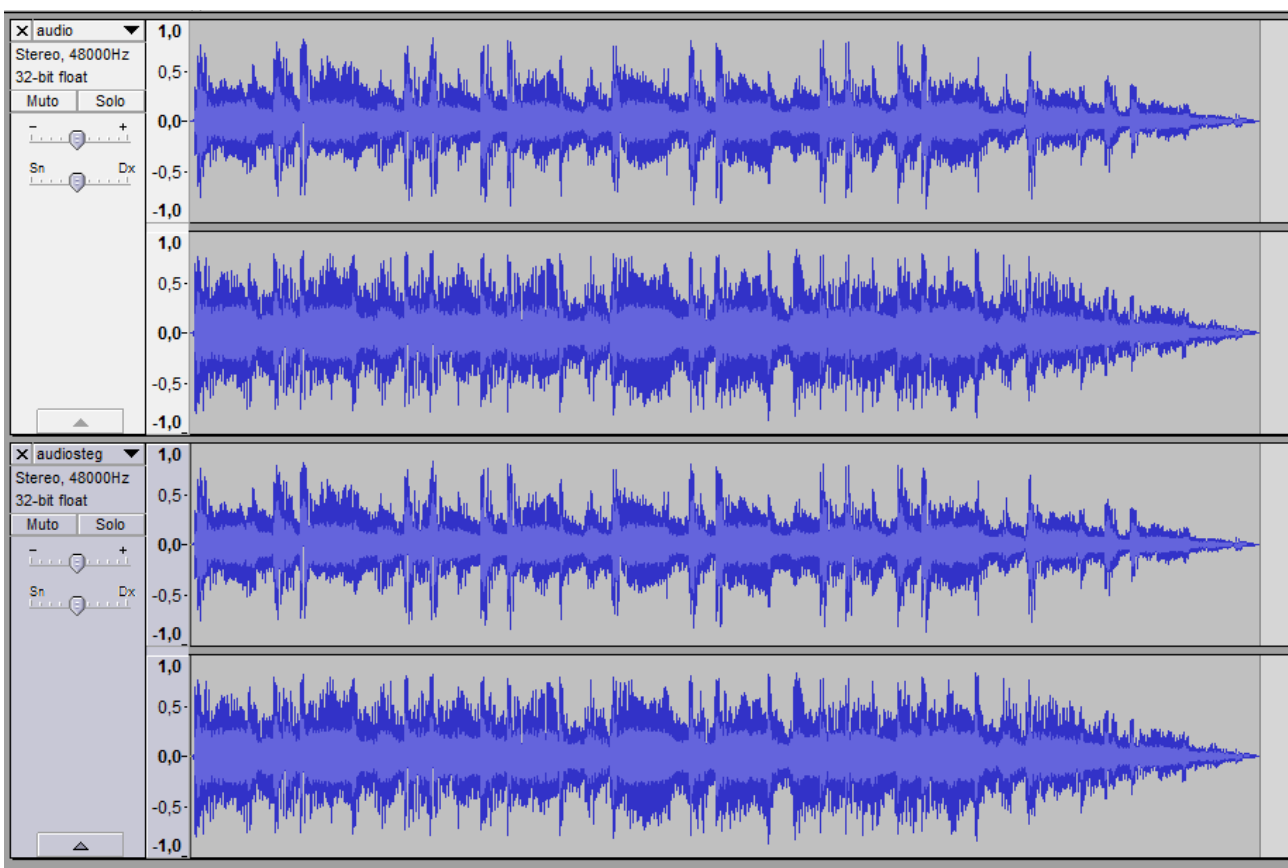 audio
Stereo, 48000Hz
32-bit float
Muto Solo
- +
Sn Dx
1,0
0,5-
0,0-
-0,5-
-1,0
1,0
0,5-
0,0-
-0,5-
-1,0
audiosteg
Stereo, 48000Hz
32-bit float
Muto Solo
- +
Sn Dx
1,0
0,5-
0,0-
-0,5-
-1,0
1,0
0,5-
0,0-
-0,5-
-1,0